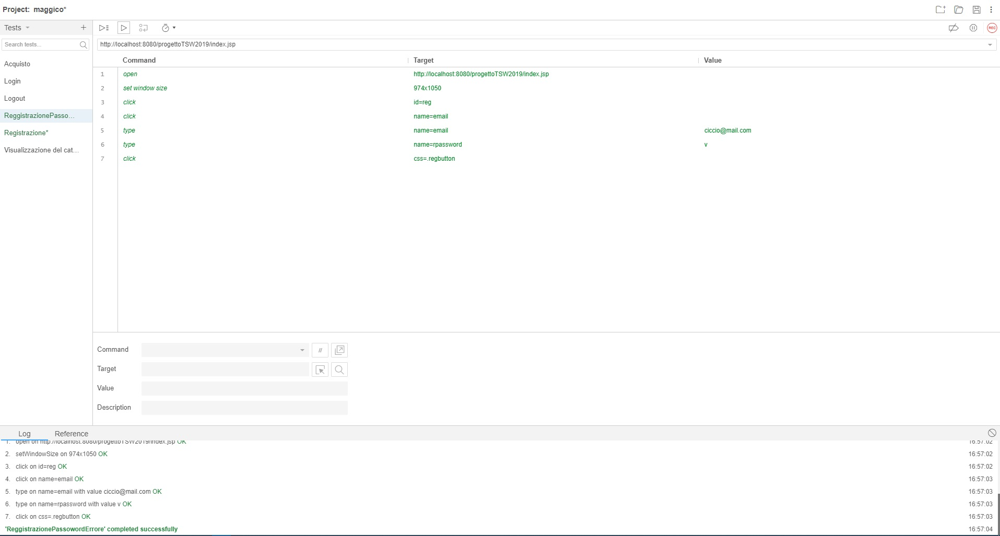 Project: maggico*
Tests
Search tests...
Acquisto
Login
Logout
ReggistrazionePasso...
Registrazione*
Visualizzazione del cat...
REC
http://localhost:8080/progettoTSW2019/index.jsp
Command Target Value
1 open http://localhost:8080/progettoTSW2019/index.jsp
2 set window size 974x1050
3 click id=reg
4 click name=email
5 type name=email ciccio@mail.com
6 type name=rpassword v
7 click css=.regbutton
Command //
Target
Value
Description
Log Reference
1. open on http://localhost:8080/progettoTSW2019/index.jsp OK 16:57:02
2. setWindowSize on 974x1050 OK 16:57:02
3. click on id=reg OK 16:57:02
4. click on name=email OK 16:57:03
5. type on name=email with value ciccio@mail.com OK 16:57:03
6. type on name=rpassword with value v OK 16:57:03
7. click on css=.regbutton OK 16:57:03
'ReggistrazionePassowordErrore' completed successfully 16:57:04